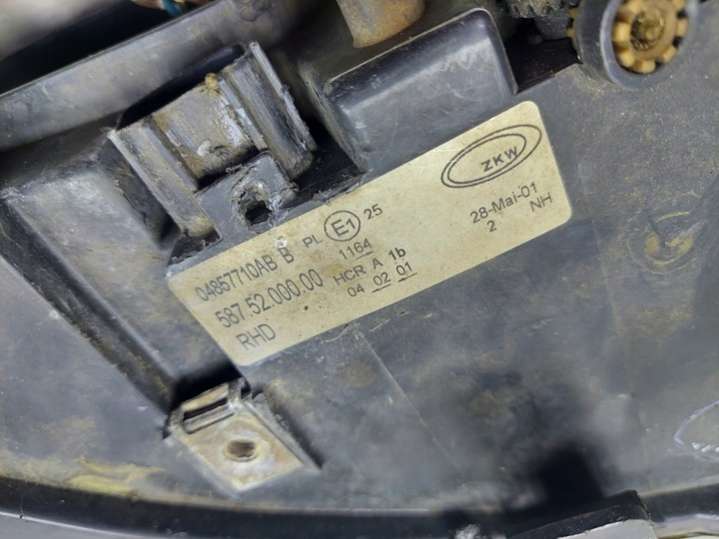 ZKW
04857710AB B PL E1 25
1164
28-Mai-01
587.52.000.00 HCR A 1b
2 NH
RHD
04 02 01